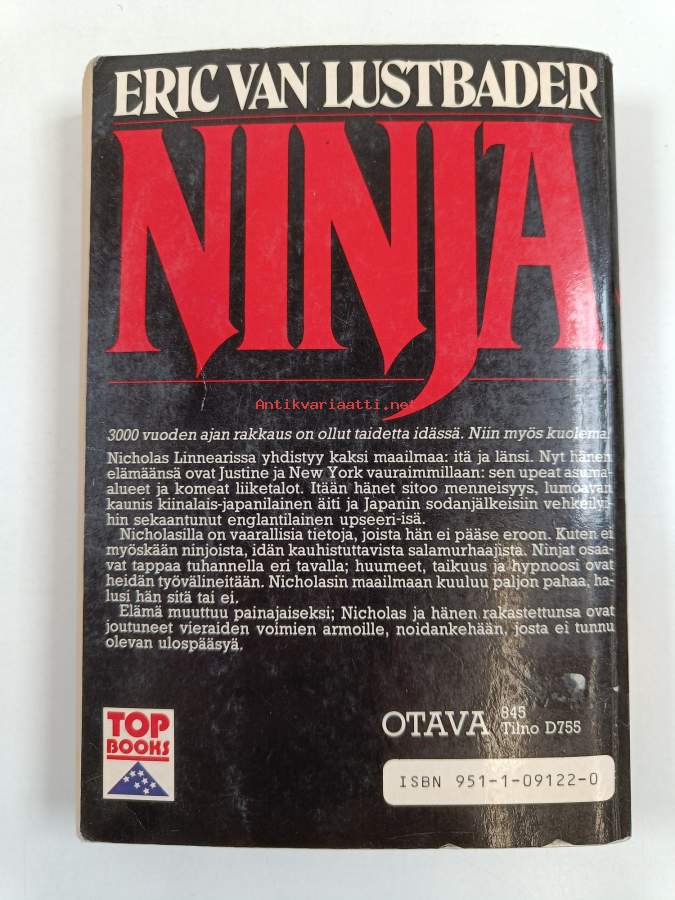 ERIC VAN LUSTBADER
NINJA
Antikvariaatti.net
3000 vuoden ajan rakkaus on ollut taidetta idässä. Niin myös kuolema!
Nicholas Linnearissa yhdistyy kaksi maailmaa: itä ja länsi. Nyt hänen
elämäänsä ovat Justine ja New York vauraimmillaan: sen upeat asuma-
alueet ja komeat liiketalot. Itään hänet sitoo menneisyys, lumoavan
kaunis kiinalais-japanilainen äiti ja Japanin sodanjälkeisiin vehkeilyi-
hin sekaantunut englantilainen upseeri-isä.
Nicholasilla on vaarallisia tietoja, joista hän ei pääse eroon. Kuten ei
myöskään ninjoista, idän kauhistuttavista salamurhaajista. Ninjat osaa-
vat tappaa tuhannella eri tavalla; huumeet, taikuus ja hypnoosi ovat
heidän työvälineitään. Nicholasin maailmaan kuuluu paljon pahaa, ha-
lusi hän sitä tai ei.
Elämä muuttuu painajaiseksi; Nicholas ja hänen rakastettunsa ovat
joutuneet vieraiden voimien armoille, noidankehään, josta ei tunnu
olevan ulospääsyä.
TOP
BOOKS
OTAVA 845
Tilno D755
ISBN 951-1-09122-0